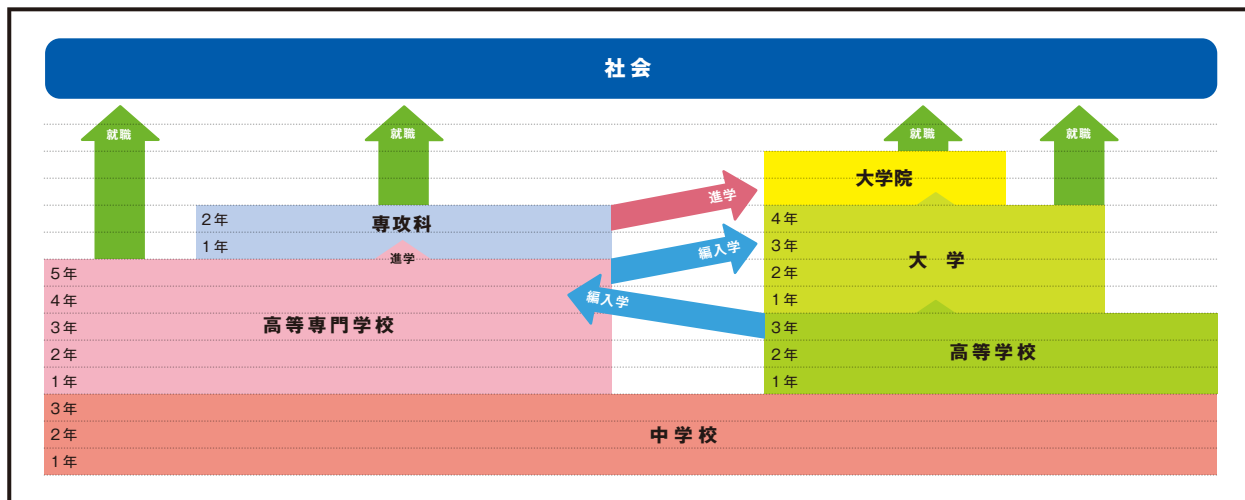 社会
就職
就職
就職
就職
大学院
進学
2年
専攻科
1年
進学
編入学
4年
3年
大 学
2年
1年
5年
4年
編入学
3年
高等専門学校
2年
1年
3年
高等学校
2年
1年
3年
2年
中学校
1年